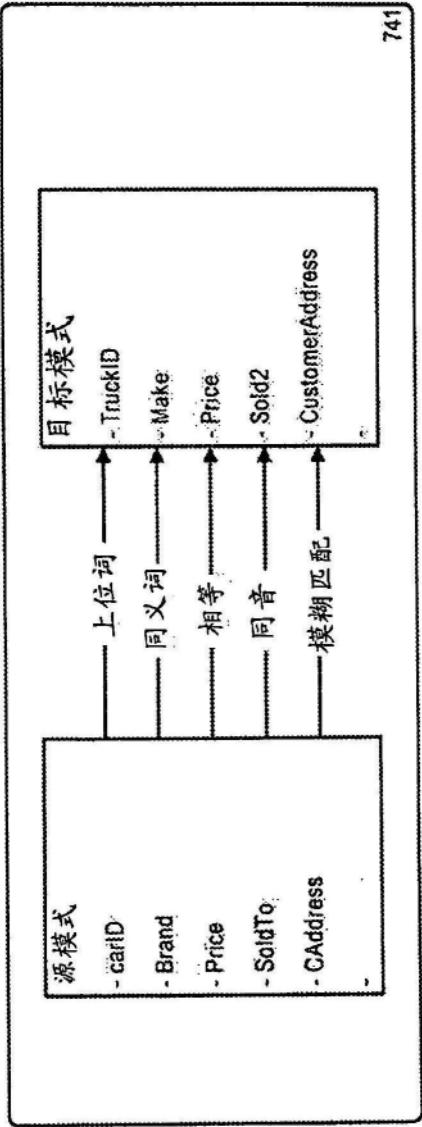 源模式
- carID
- Brand
- Price
- SoldTo
- CAddress
-
上位词
同义词
相等
同音
模糊匹配
目标模式
- TruckID
- Make
- Price
- Sold2
- CustomerAddress
-
741